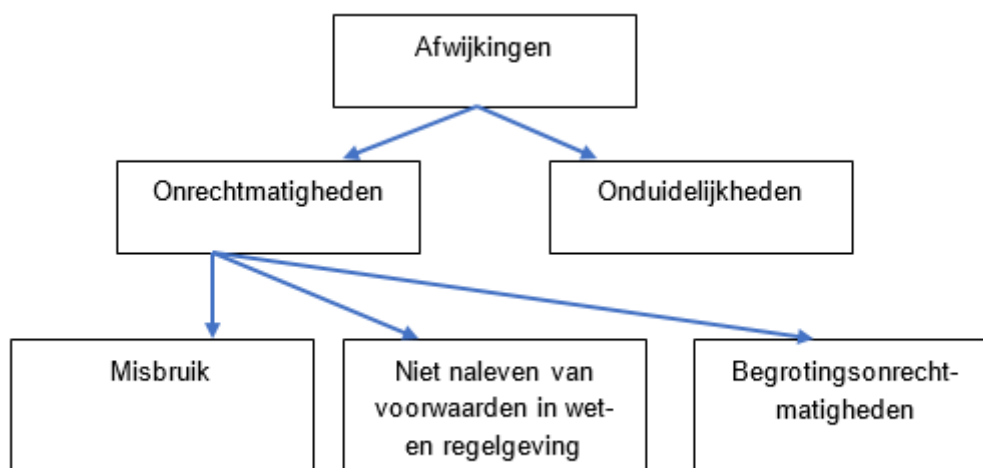 Afwijkingen
Onrechtmatigheden
Onduidelijkheden
Misbruik
Niet naleven van
voorwaarden in wet-
en regelgeving
Begrotingsonrecht-
matigheden